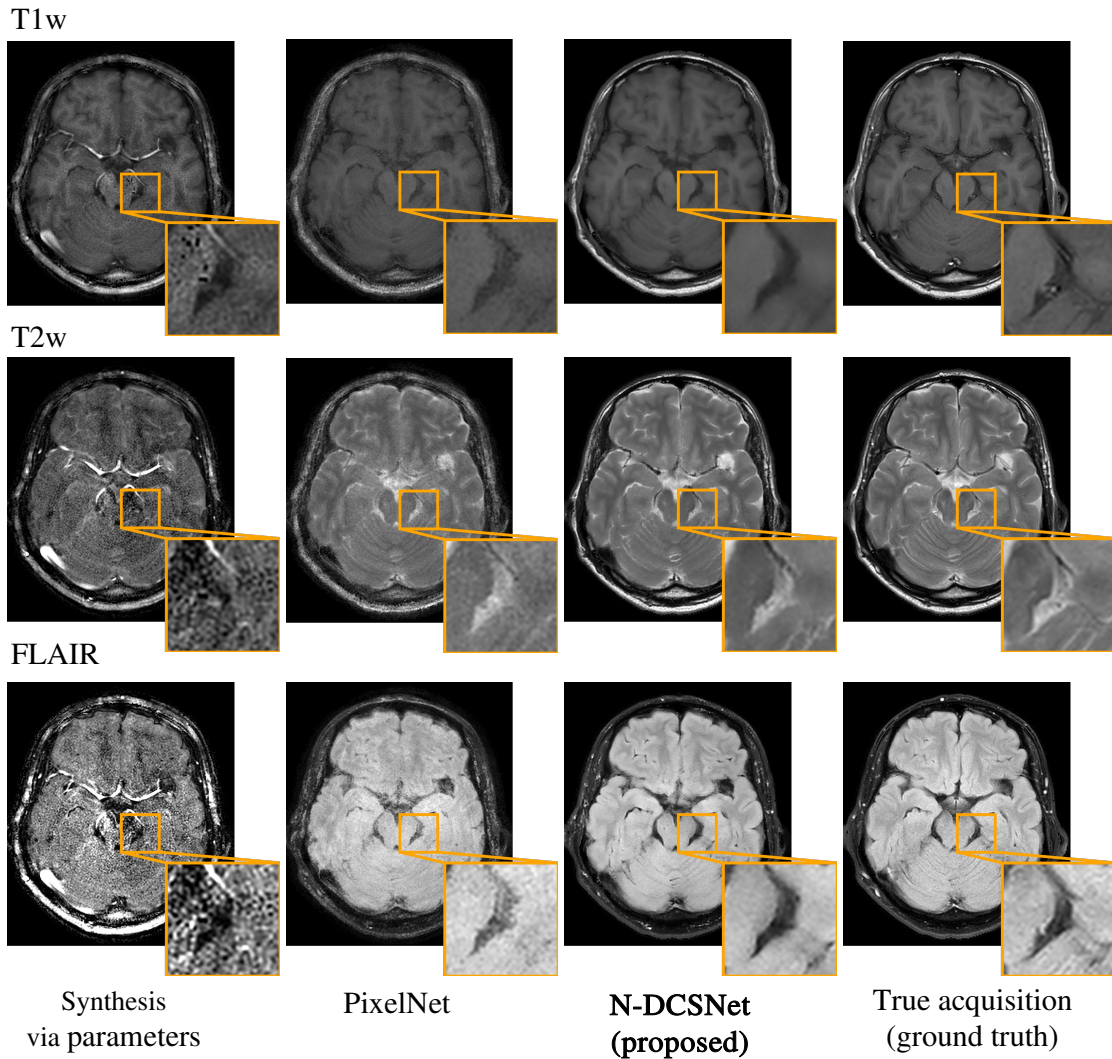 T1w
T2w
FLAIR
Synthesis
via parameters
PixelNet
N-DCSNet
(proposed)
True acquisition
(ground truth)